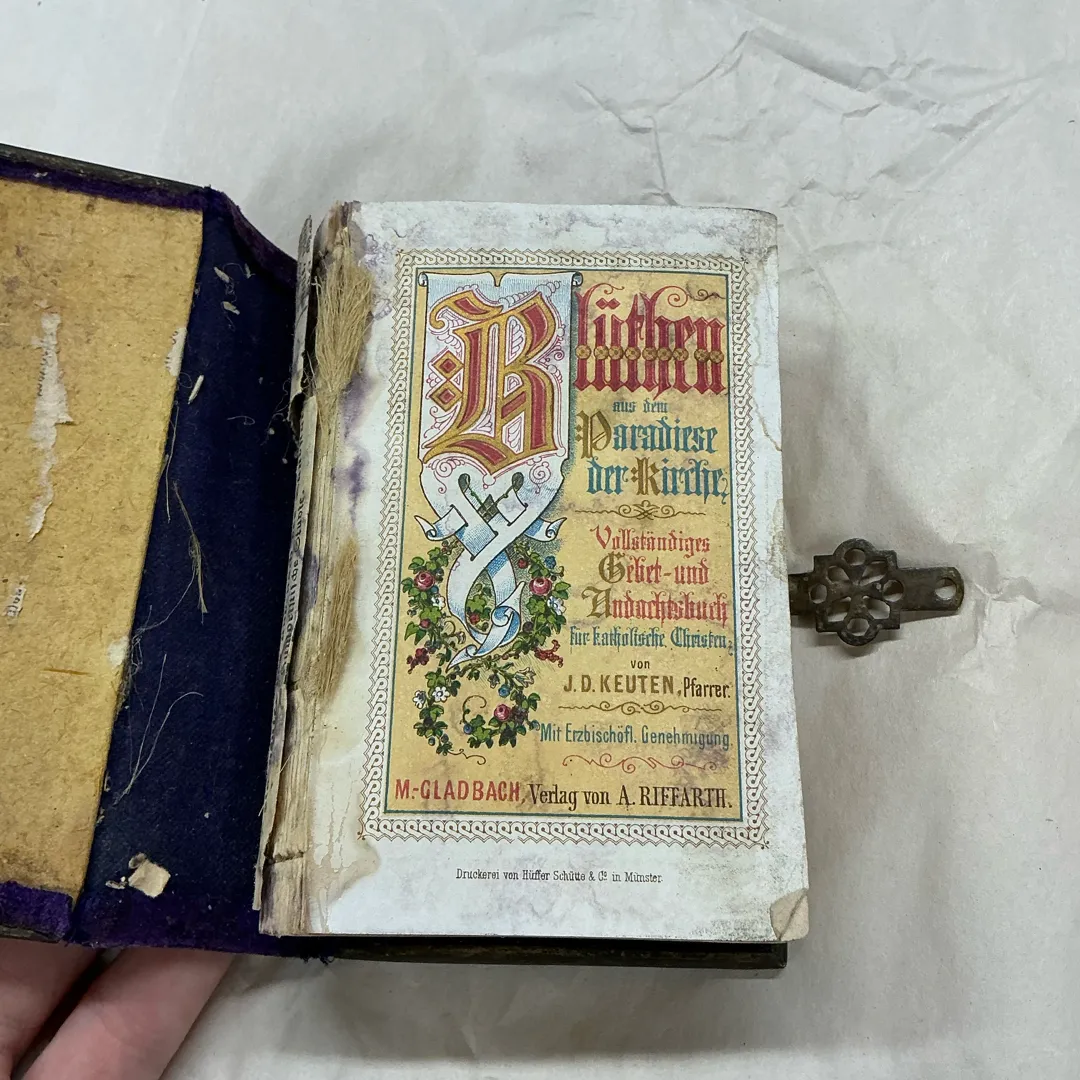 Blüthen
aus dem
Paradiese
der Kirche,
Vollständiges
Gebet- und
Andachtsbuch
für katholische Christen,
von
J. D. KEUTEN, Pfarrer.
Mit Erzbischöfl. Genehmigung.
M.-GLADBACH, Verlag von A. RIFFARTH.
Druckerei von Hüffer Schütte & Cº in Münster.